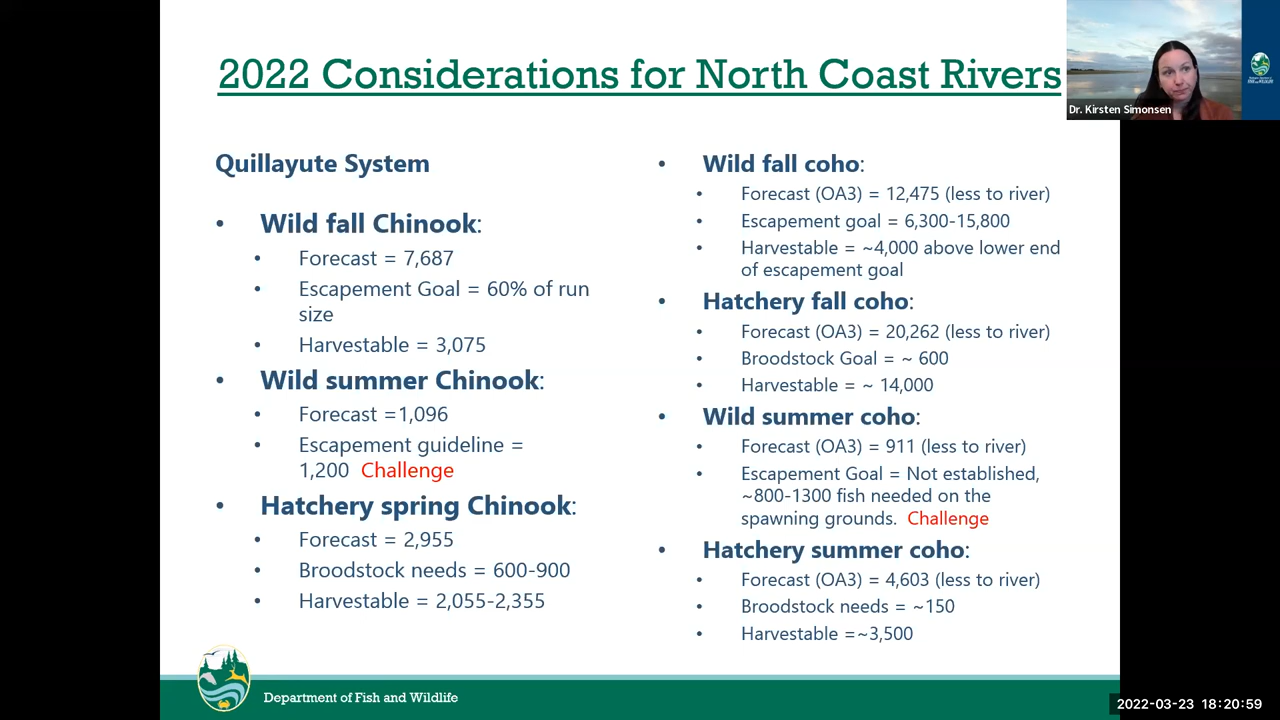 2022 Considerations for North Coast Rivers
Dr. Kirsten Simonsen
Quillayute System
• Wild fall Chinook:
• Forecast = 7,687
• Escapement Goal = 60% of run
size
• Harvestable = 3,075
• Wild summer Chinook:
• Forecast =1,096
• Escapement guideline =
1,200 Challenge
• Hatchery spring Chinook:
• Forecast = 2,955
• Broodstock needs = 600-900
• Harvestable = 2,055-2,355
• Wild fall coho:
• Forecast (OA3) = 12,475 (less to river)
• Escapement goal = 6,300-15,800
• Harvestable = ~4,000 above lower end
of escapement goal
• Hatchery fall coho:
• Forecast (OA3) = 20,262 (less to river)
• Broodstock Goal = ~ 600
• Harvestable = ~ 14,000
• Wild summer coho:
• Forecast (OA3) = 911 (less to river)
• Escapement Goal = Not established,
~800-1300 fish needed on the
spawning grounds. Challenge
• Hatchery summer coho:
• Forecast (OA3) = 4,603 (less to river)
• Broodstock needs = ~150
• Harvestable =~3,500
Department of Fish and Wildlife
2022-03-23 18:20:59